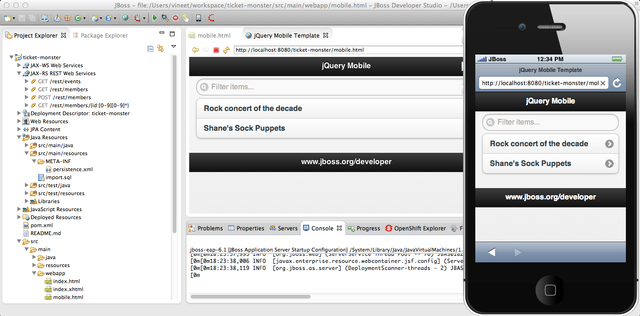 JBoss - file:/Users/vineet/workspace/ticket-monster/src/main/webapp/mobile.html - JBoss Developer Studio - /Us
Project Explorer
Package Explorer
ticket-monster
JAX-WS Web Services
JAX-RS REST Web Services
GET /rest/events
GET /rest/members
POST /rest/members
GET /rest/members/{id:[0-9][0-9]*}
Deployment Descriptor: ticket-monster
Web Resources
JPA Content
Java Resources
src/main/java
src/main/resources
META-INF
persistence.xml
import.sql
src/test/java
src/test/resources
Libraries
JavaScript Resources
Deployed Resources
pom.xml
README.md
src
main
java
resources
webapp
index.html
index.xhtml
mobile.html
mobile.html
jQuery Mobile Template
http://localhost:8080/ticket-monster/mobile.html
jQuery Mobile
Filter items...
Rock concert of the decade
Shane's Sock Puppets
www.jboss.org/developer
Problems
Properties
Servers
Console
Progress
OpenShift Explorer
jboss-eap-6.1 [JBoss Application Server Startup Configuration] /System/Library/Java/JavaVirtualMachines/1.
[0m[0m18:23:38,006 INFO [javax.enterprise.resource.webcontainer.jsf.config] (Serve
[0m[0m18:23:38,119 INFO [org.jboss.as.server] (DeploymentScanner-threads - 2) JBAS
[0m
JBoss
12:34 PM
jQuery Mobile Template
http://localhost:8080/ticket-monster/mol
jQuery Mobile
Filter items...
Rock concert of the decade
Shane's Sock Puppets
www.jboss.org/developer